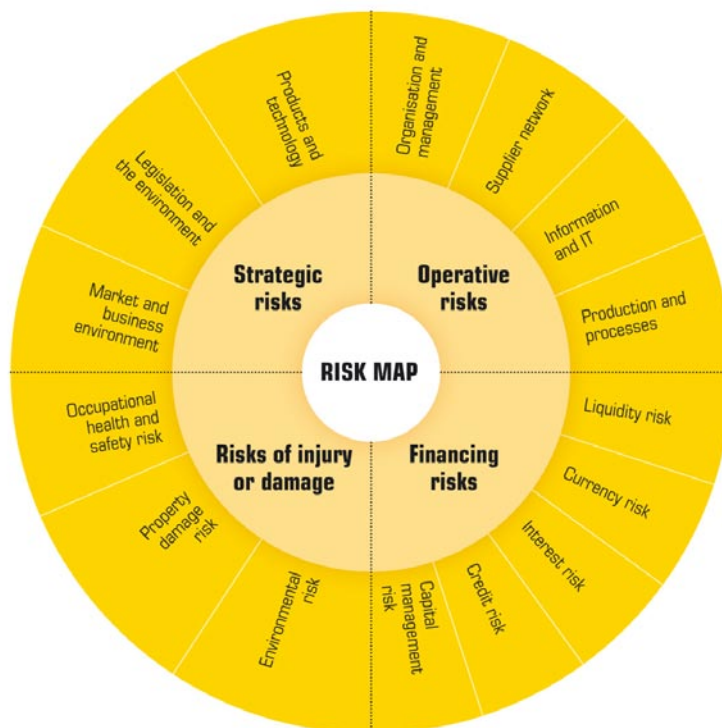 RISK MAP
Strategic
risks
Operative
risks
Risks of injury
or damage
Financing
risks
Products and
technology
Legislation and
the environment
Market and
business
environment
Organisation and
management
Supplier network
Information
and IT
Production and
processes
Liquidity risk
Currency risk
Interest risk
Credit risk
Capital
management
risk
Environmental
risk
Property
damage
risk
Occupational
health and
safety risk